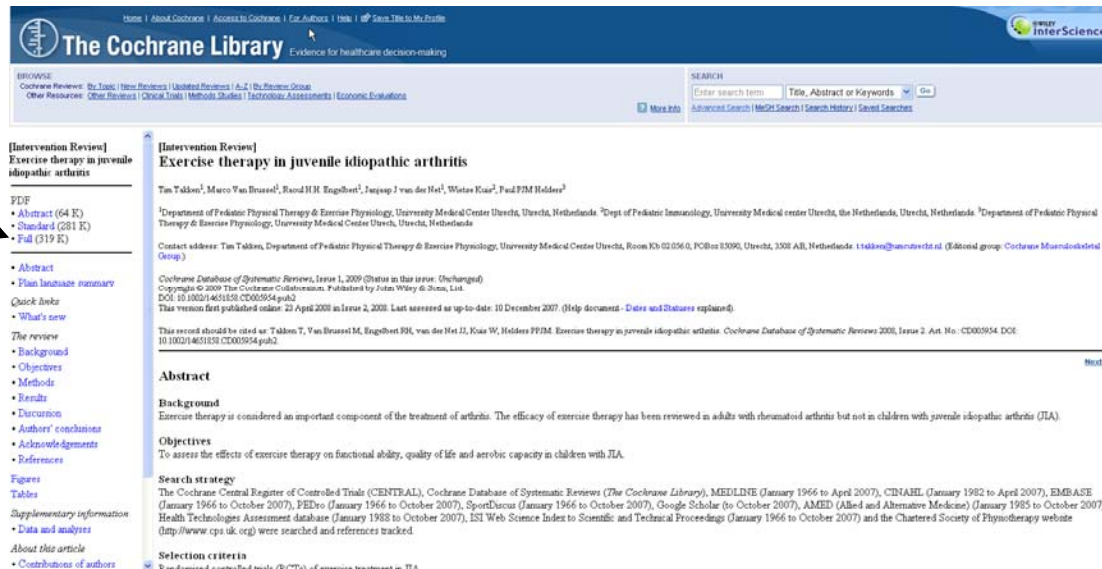 Home | About Cochrane | Access to Cochrane | For Authors | Help | Save Title to My Profile
The Cochrane Library Evidence for healthcare decision-making
WILEY
InterScience
BROWSE
Cochrane Reviews: By Topic | New Reviews | Updated Reviews | A-Z | By Review Group
Other Resources: Other Reviews | Clinical Trials | Methods Studies | Technology Assessments | Economic Evaluations
More Info
SEARCH
Enter search term Title, Abstract or Keywords Go
Advanced Search | MeSH Search | Search History | Saved Searches
[Intervention Review]
Exercise therapy in juvenile
idiopathic arthritis
PDF
• Abstract (64 K)
• Standard (281 K)
• Full (319 K)
• Abstract
• Plain language summary
Quick links
• What's new
The review
• Background
• Objectives
• Methods
• Results
• Discussion
• Authors' conclusions
• Acknowledgements
• References
Figures
Tables
Supplementary information
• Data and analyses
About this article
• Contributions of authors
[Intervention Review]
Exercise therapy in juvenile idiopathic arthritis
Tim Takken1, Marco Van Brussel1, Raoul H.H. Engelbert1, Janjaap J van der Net1, Wietse Kuis2, Paul PJM Helders3
1Department of Pediatric Physical Therapy & Exercise Physiology, University Medical Center Utrecht, Utrecht, Netherlands. 2Dept of Pediatric Immunology, University Medical center Utrecht, the Netherlands, Utrecht, Netherlands. 3Department of Pediatric Physical
Therapy & Exercise Physiology, University Medical Center Utrech, Utrecht, Netherlands
Contact address: Tim Takken, Department of Pediatric Physical Therapy & Exercise Physiology, University Medical Center Utrecht, Room Kb 02.056.0, POBox 85090, Utrecht, 3508 AB, Netherlands. t.takken@umcutrecht.nl. (Editorial group: Cochrane Musculoskeletal
Group.)
Cochrane Database of Systematic Reviews, Issue 1, 2009 (Status in this issue: Unchanged)
Copyright © 2009 The Cochrane Collaboration. Published by John Wiley & Sons, Ltd.
DOI: 10.1002/14651858.CD005954.pub2
This version first published online: 23 April 2008 in Issue 2, 2008. Last assessed as up-to-date: 10 December 2007. (Help document - Dates and Statuses explained).
This record should be cited as: Takken T, Van Brussel M, Engelbert RH, van der Net JJ, Kuis W, Helders PPJM. Exercise therapy in juvenile idiopathic arthritis. Cochrane Database of Systematic Reviews 2008, Issue 2. Art. No.: CD005954. DOI:
10.1002/14651858.CD005954.pub2.
Next
Abstract
Background
Exercise therapy is considered an important component of the treatment of arthritis. The efficacy of exercise therapy has been reviewed in adults with rheumatoid arthritis but not in children with juvenile idiopathic arthritis (JIA).
Objectives
To assess the effects of exercise therapy on functional ability, quality of life and aerobic capacity in children with JIA.
Search strategy
The Cochrane Central Register of Controlled Trials (CENTRAL), Cochrane Database of Systematic Reviews (The Cochrane Library), MEDLINE (January 1966 to April 2007), CINAHL (January 1982 to April 2007), EMBASE
(January 1966 to October 2007), PEDro (January 1966 to October 2007), SportDiscus (January 1966 to October 2007), Google Scholar (to October 2007), AMED (Allied and Alternative Medicine) (January 1985 to October 2007
Health Technologies Assessment database (January 1988 to October 2007), ISI Web Science Index to Scientific and Technical Proceedings (January 1966 to October 2007) and the Chartered Society of Physiotherapy website
(http://www.cps.uk.org) were searched and references tracked.
Selection criteria
Randomised controlled trials (RCTs) of exercise treatment in JIA.